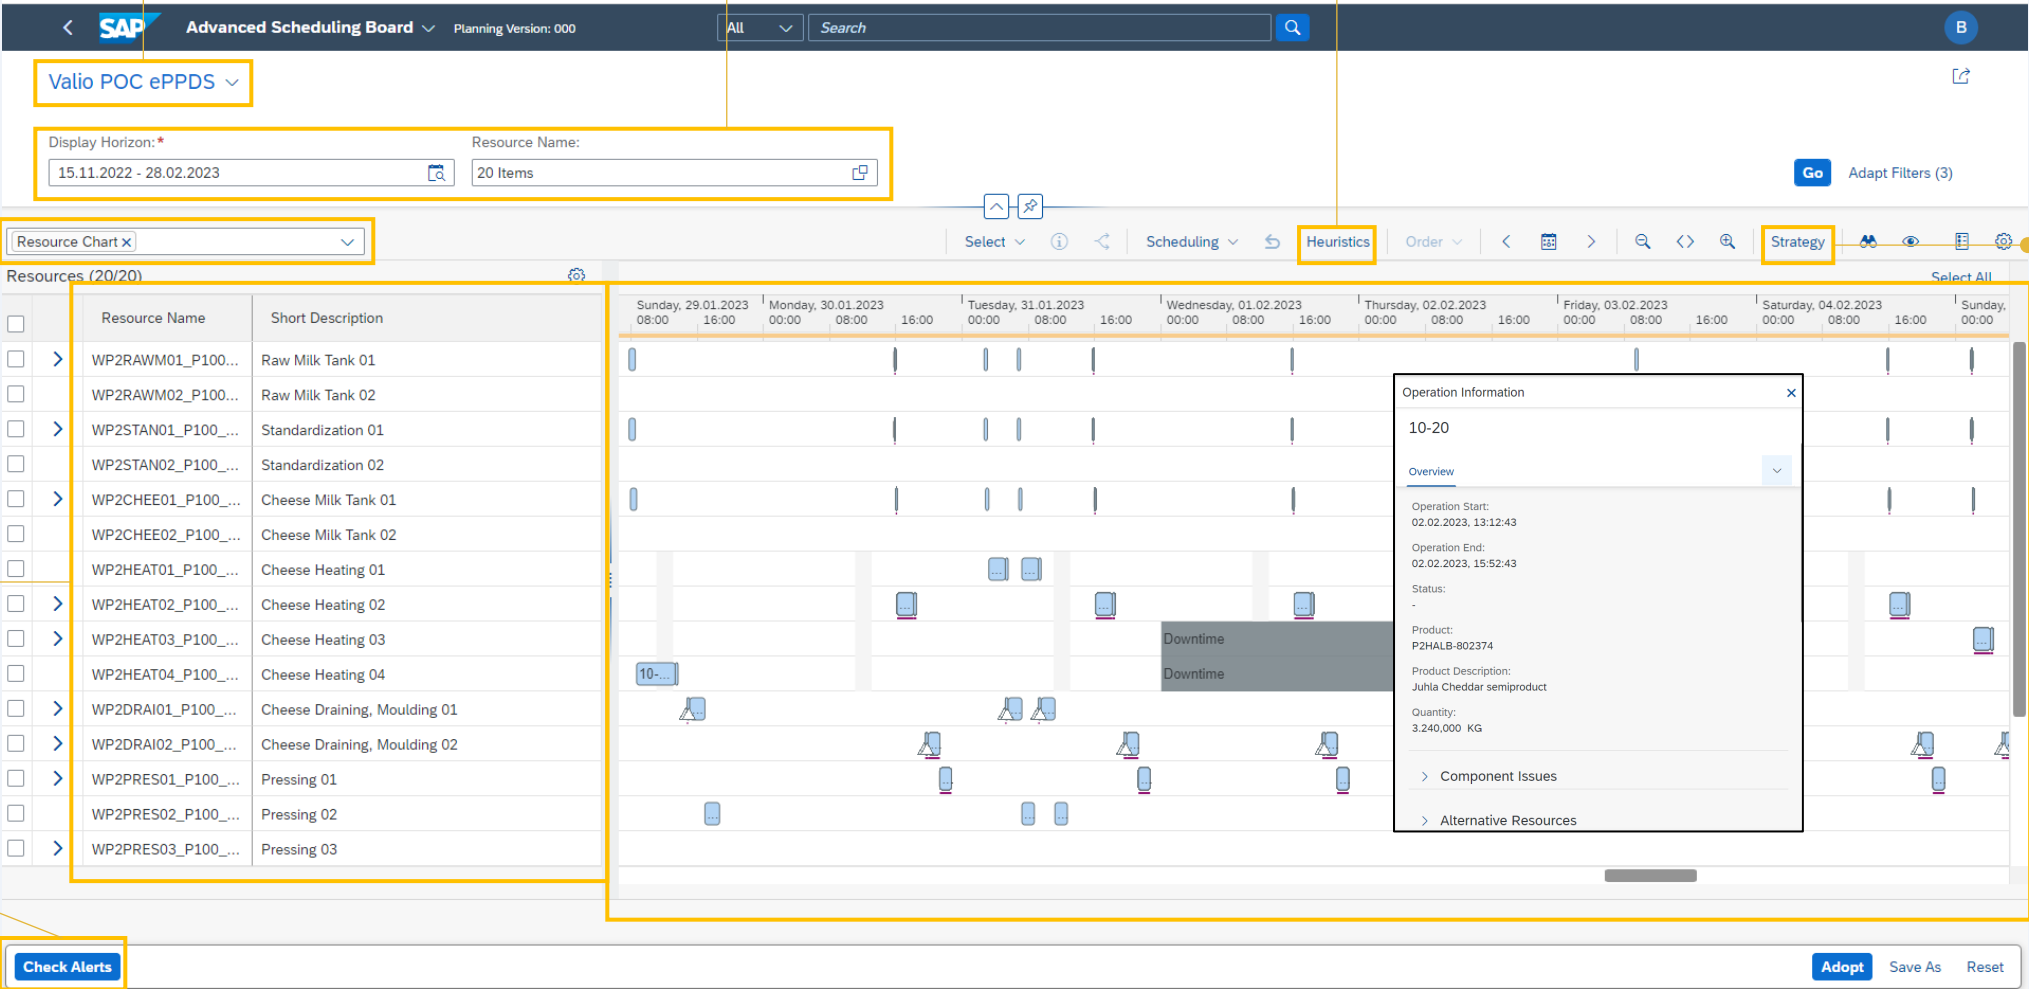 SAP Advanced Scheduling Board Planning Version: 000 All Search B
Valio POC ePPDS
Display Horizon:* Resource Name:
15.11.2022 - 28.02.2023 20 Items Go Adapt Filters (3)
Resource Chart Select Scheduling Heuristics Order Strategy
Resources (20/20) Select All
Sunday, 29.01.2023 Monday, 30.01.2023 Tuesday, 31.01.2023 Wednesday, 01.02.2023 Thursday, 02.02.2023 Friday, 03.02.2023 Saturday, 04.02.2023 Sunday,
Resource Name Short Description 08:00 16:00 00:00 08:00 16:00 00:00 08:00 16:00 00:00 08:00 16:00 00:00 08:00 16:00 00:00 08:00 16:00 00:00 08:00 16:00 00:00
WP2RAWM01_P100... Raw Milk Tank 01
WP2RAWM02_P100... Raw Milk Tank 02
WP2STAN01_P100_... Standardization 01
WP2STAN02_P100_... Standardization 02
WP2CHEE01_P100_... Cheese Milk Tank 01
WP2CHEE02_P100_... Cheese Milk Tank 02
WP2HEAT01_P100_... Cheese Heating 01
WP2HEAT02_P100_... Cheese Heating 02
WP2HEAT03_P100_... Cheese Heating 03 Downtime
WP2HEAT04_P100_... Cheese Heating 04 10-... Downtime
WP2DRAI01_P100_... Cheese Draining, Moulding 01
WP2DRAI02_P100_... Cheese Draining, Moulding 02
WP2PRES01_P100_... Pressing 01
WP2PRES02_P100_... Pressing 02
WP2PRES03_P100_... Pressing 03
Operation Information
10-20
Overview
Operation Start:
02.02.2023, 13:12:43
Operation End:
02.02.2023, 15:52:43
Status:
-
Product:
P2HALB-802374
Product Description:
Juhla Cheddar semiproduct
Quantity:
3.240,000 KG
Component Issues
Alternative Resources
Check Alerts Adopt Save As Reset